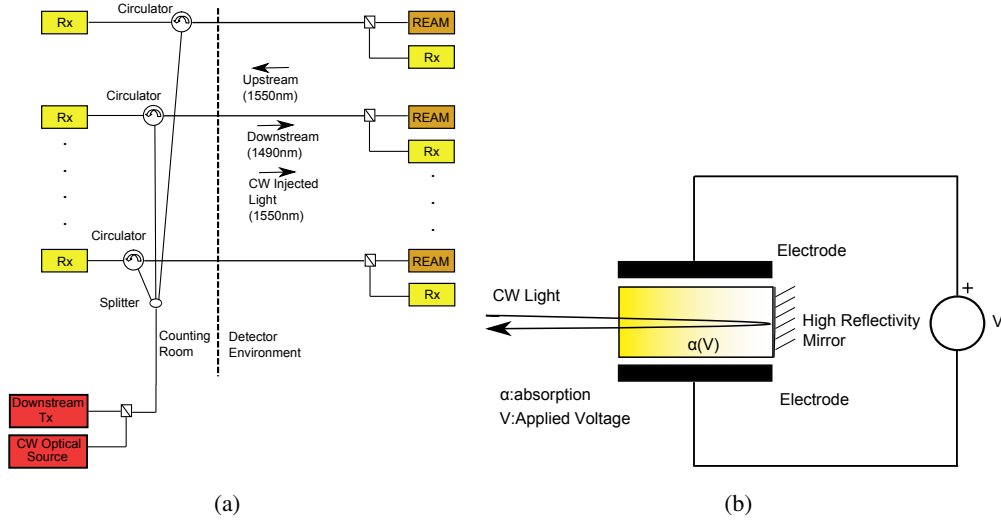 Circulator
Rx
REAM
Rx
Upstream
(1550nm)
Circulator
Rx
REAM
Downstream
(1490nm)
Rx
CW Injected
Light
(1550nm)
Circulator
Rx
REAM
Rx
Splitter
Counting
Room
Detector
Environment
Downstream
Tx
CW Optical
Source
(a)
Electrode
CW Light
+
V
High Reflectivity
Mirror
α(V)
α:absorption
V:Applied Voltage
Electrode
(b)